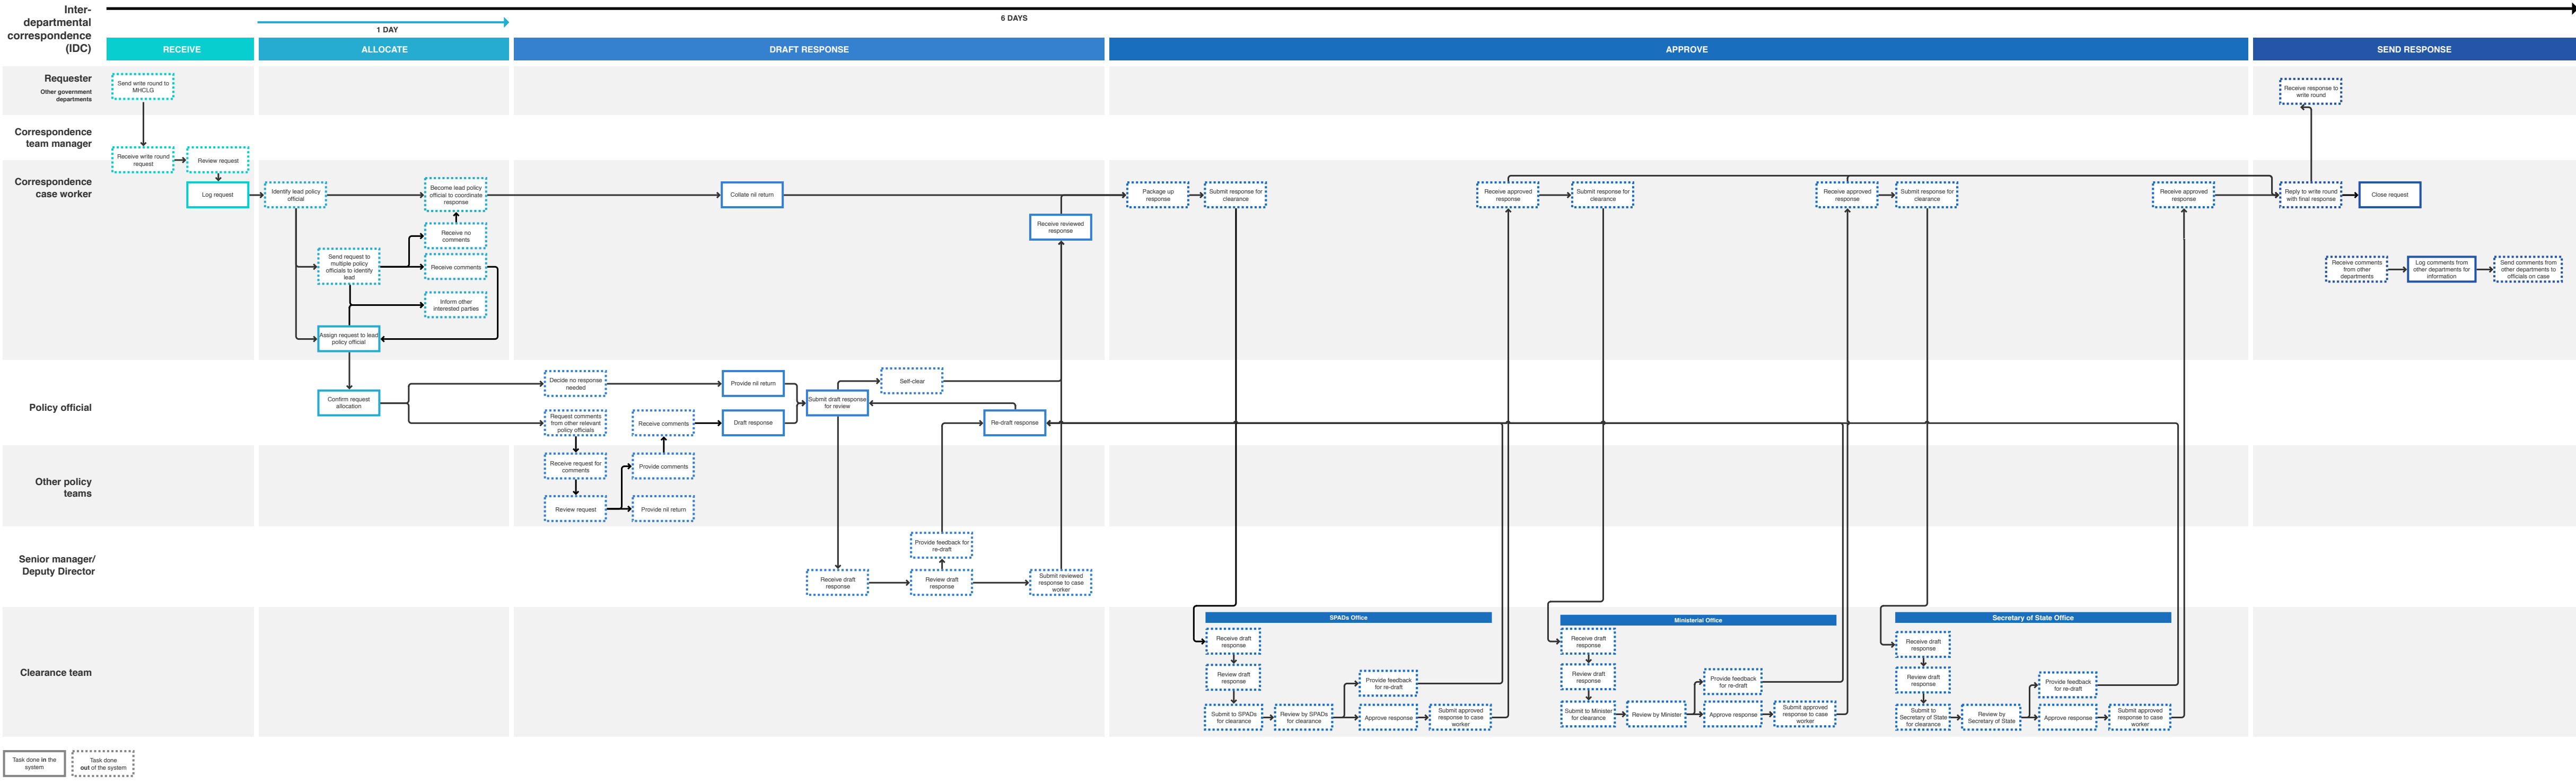 Inter-
departmental
correspondence
(IDC)
6 DAYS
1 DAY
RECEIVE
ALLOCATE
DRAFT RESPONSE
APPROVE
SEND RESPONSE
Requester
Other government
departments
Send write round to
MHCLG
Receive response to
write round
Correspondence
team manager
Receive write round
request
Review request
Correspondence
case worker
Log request
Identify lead policy
official
Become lead policy
official to coordinate
response
Collate nil return
Package up
response
Submit response for
clearance
Receive approved
response
Submit response for
clearance
Receive approved
response
Submit response for
clearance
Receive approved
response
Reply to write round
with final response
Close request
Receive no
comments
Receive reviewed
response
Send request to
multiple policy
officials to identify
lead
Receive comments
Receive comments
from other
departments
Log comments from
other departments for
information
Send comments from
other departments to
officials on case
Inform other
interested parties
Assign request to lead
policy official
Policy official
Confirm request
allocation
Decide no response
needed
Provide nil return
Self-clear
Submit draft response
for review
Request comments
from other relevant
policy officials
Receive comments
Draft response
Re-draft response
Other policy
teams
Receive request for
comments
Provide comments
Review request
Provide nil return
Senior manager/
Deputy Director
Provide feedback for
re-draft
Receive draft
response
Review draft
response
Submit reviewed
response to case
worker
Clearance team
SPADs Office
Receive draft
response
Review draft
response
Submit to SPADs
for clearance
Review by SPADs
for clearance
Provide feedback
for re-draft
Approve response
Submit approved
response to case
worker
Ministerial Office
Receive draft
response
Review draft
response
Submit to Minister
for clearance
Review by Minister
Provide feedback
for re-draft
Approve response
Submit approved
response to case
worker
Secretary of State Office
Receive draft
response
Review draft
response
Submit to
Secretary of State
for clearance
Review by
Secretary of State
Provide feedback
for re-draft
Approve response
Submit approved
response to case
worker
Task done in the
system
Task done
out of the system